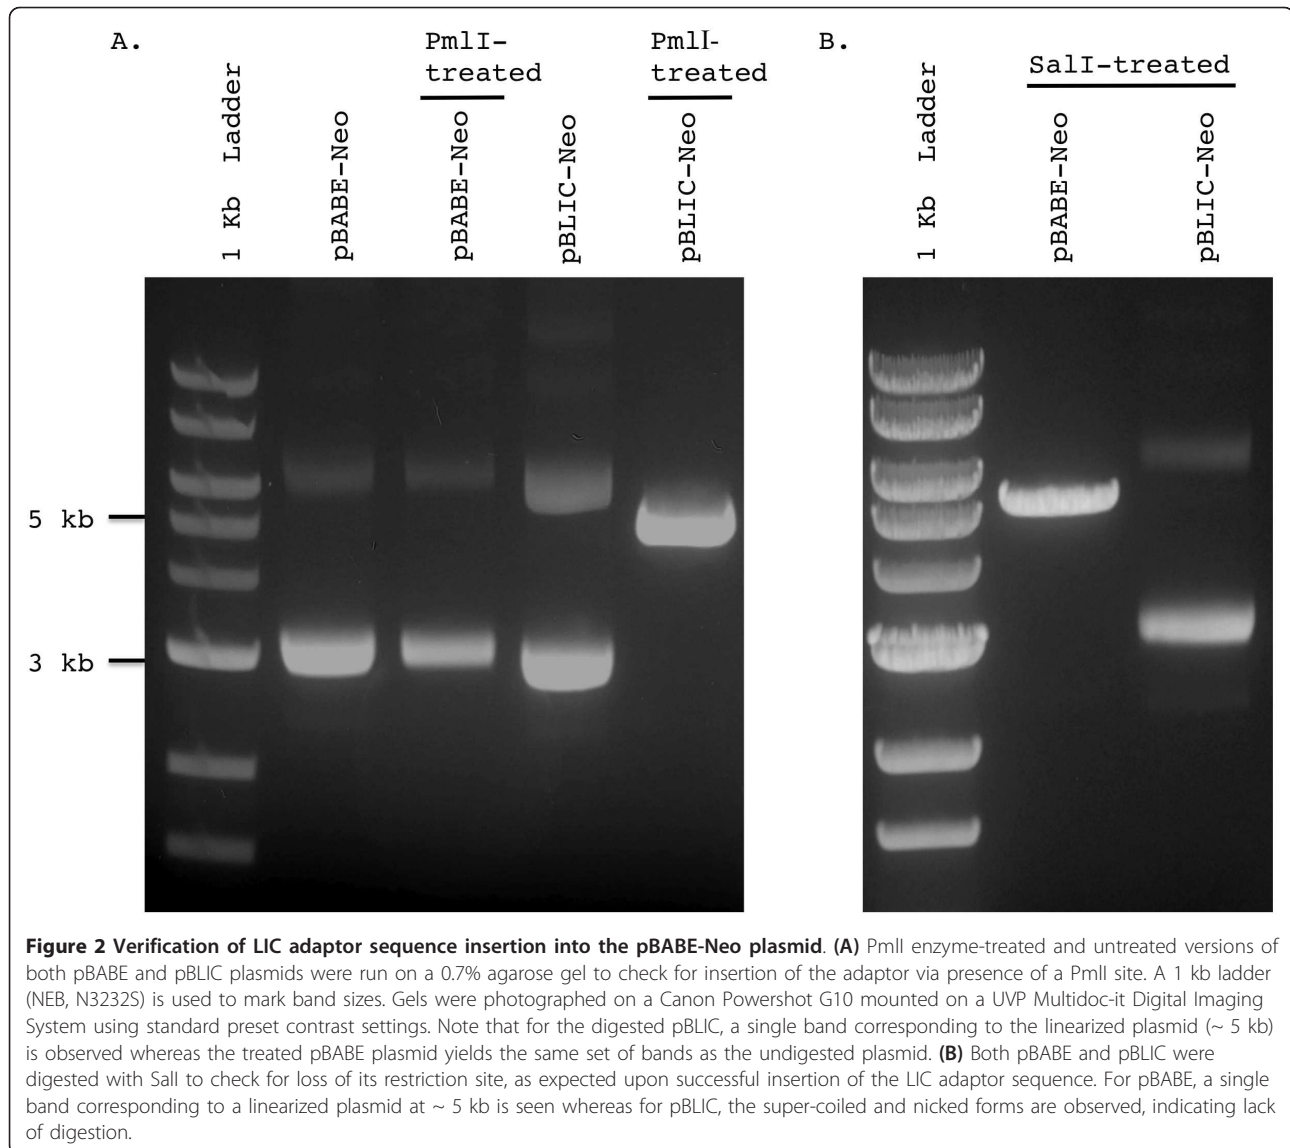 A.
PmlI-
treated
PmlI-
treated
B.
SalI-treated
1 Kb Ladder
pBABE-Neo
pBABE-Neo
pBLIC-Neo
pBLIC-Neo
1 Kb Ladder
pBABE-Neo
pBLIC-Neo
5 kb
3 kb
Figure 2 Verification of LIC adaptor sequence insertion into the pBABE-Neo plasmid. (A) PmlI enzyme-treated and untreated versions of
both pBABE and pBLIC plasmids were run on a 0.7% agarose gel to check for insertion of the adaptor via presence of a PmlI site. A 1 kb ladder
(NEB, N3232S) is used to mark band sizes. Gels were photographed on a Canon Powershot G10 mounted on a UVP Multidoc-it Digital Imaging
System using standard preset contrast settings. Note that for the digested pBLIC, a single band corresponding to the linearized plasmid (~ 5 kb)
is observed whereas the treated pBABE plasmid yields the same set of bands as the undigested plasmid. (B) Both pBABE and pBLIC were
digested with SalI to check for loss of its restriction site, as expected upon successful insertion of the LIC adaptor sequence. For pBABE, a single
band corresponding to a linearized plasmid at ~ 5 kb is seen whereas for pBLIC, the super-coiled and nicked forms are observed, indicating lack
of digestion.